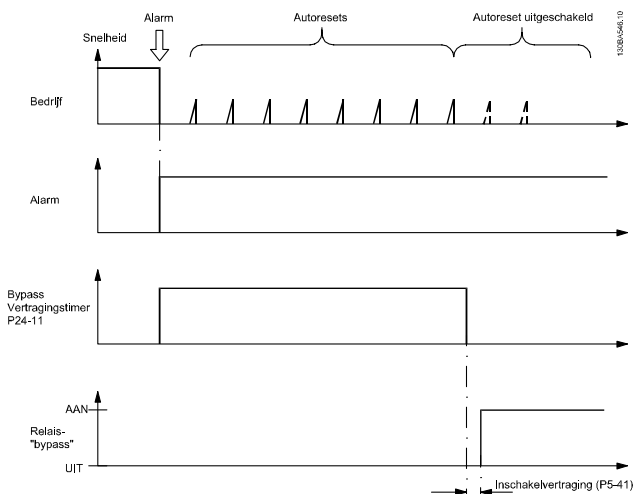 Alarm
Autoresets
Autoreset uitgeschakeld
130BA546.10
Snelheid
Bedrijf
Alarm
Bypass
Vertragingstimer
P24-11
AAN
Relais-
"bypass"
UIT
Inschakelvertraging (P5-41)